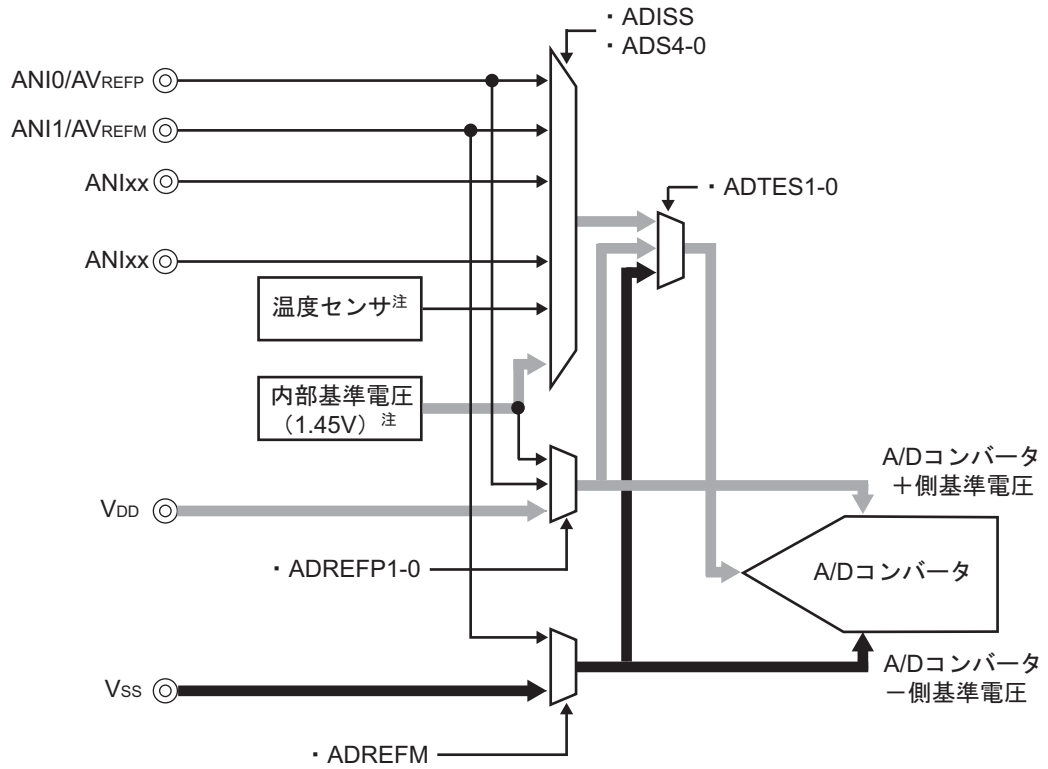 ・ADISS
・ADS4-0
ANI0/AVREFP
ANI1/AVREFM
ANIxx
・ADTES1-0
ANIxx
温度センサ注
内部基準電圧
（1.45V）注
A/Dコンバータ
＋側基準電圧
VDD
・ADREFP1-0
A/Dコンバータ
A/Dコンバータ
－側基準電圧
VSS
・ADREFM